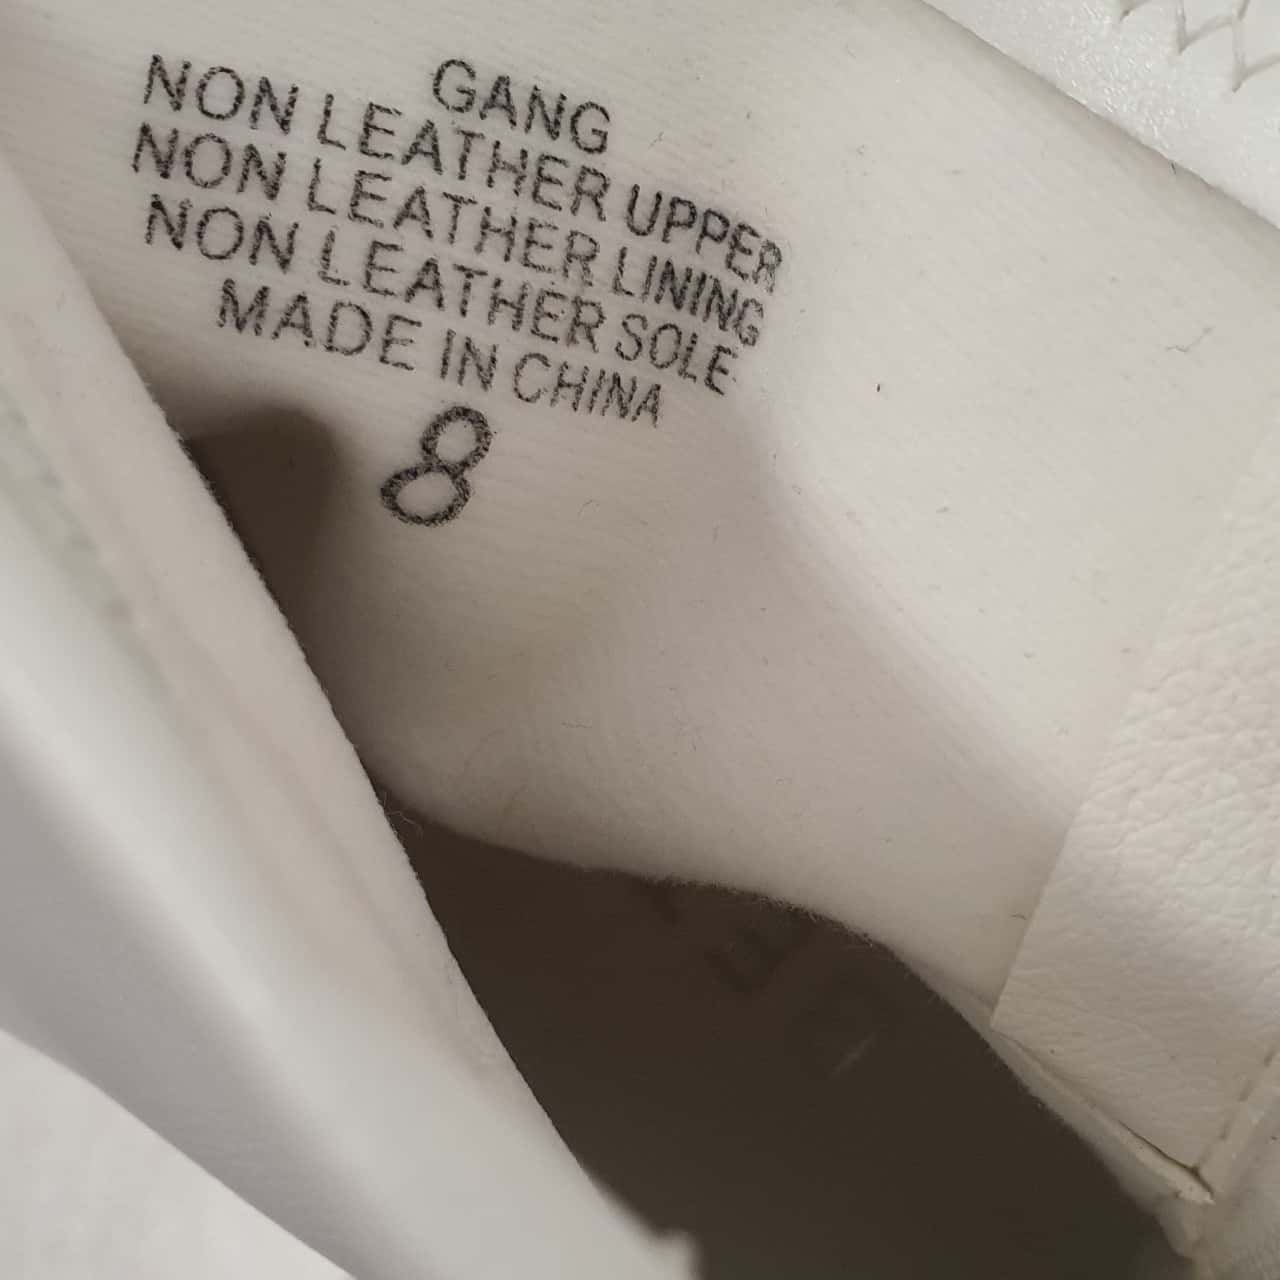 GANG
NON LEATHER UPPER
NON LEATHER LINING
NON LEATHER SOLE
MADE IN CHINA
8